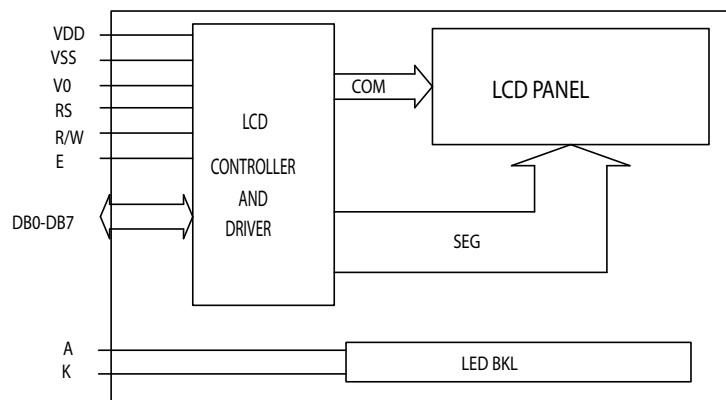 VDD
VSS
V0
RS
R/W
E
DB0-DB7
LCD
CONTROLLER
AND
DRIVER
COM
LCD PANEL
SEG
A
K
LED BKL